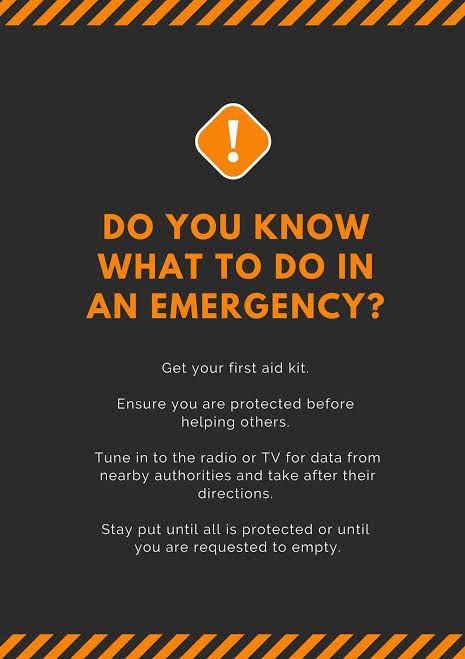 !
DO YOU KNOW
WHAT TO DO IN
AN EMERGENCY?
Get your first aid kit.
Ensure you are protected before
helping others.
Tune in to the radio or TV for data from
nearby authorities and take after their
directions.
Stay put until all is protected or until
you are requested to empty.